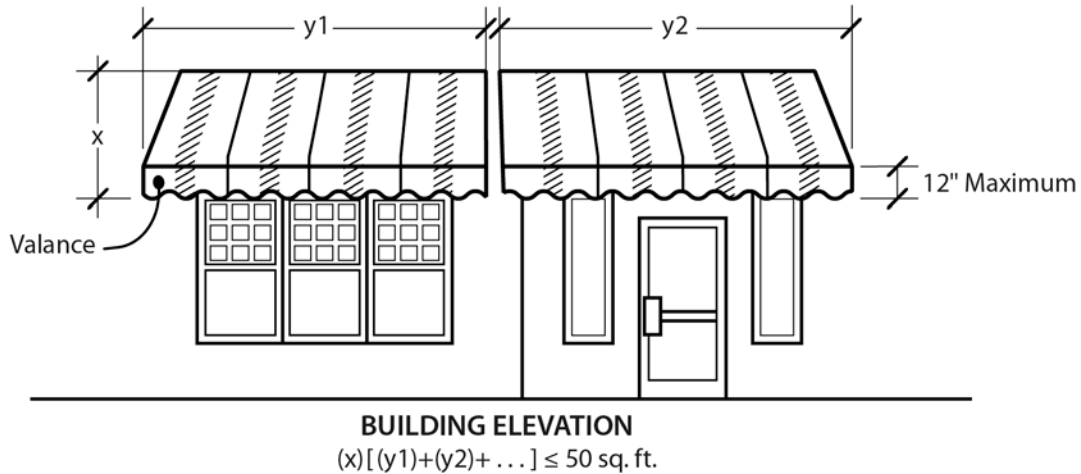 y1
y2
x
12" Maximum
Valance
BUILDING ELEVATION
(x)[(y1)+(y2)+ . . . ] ≤ 50 sq. ft.